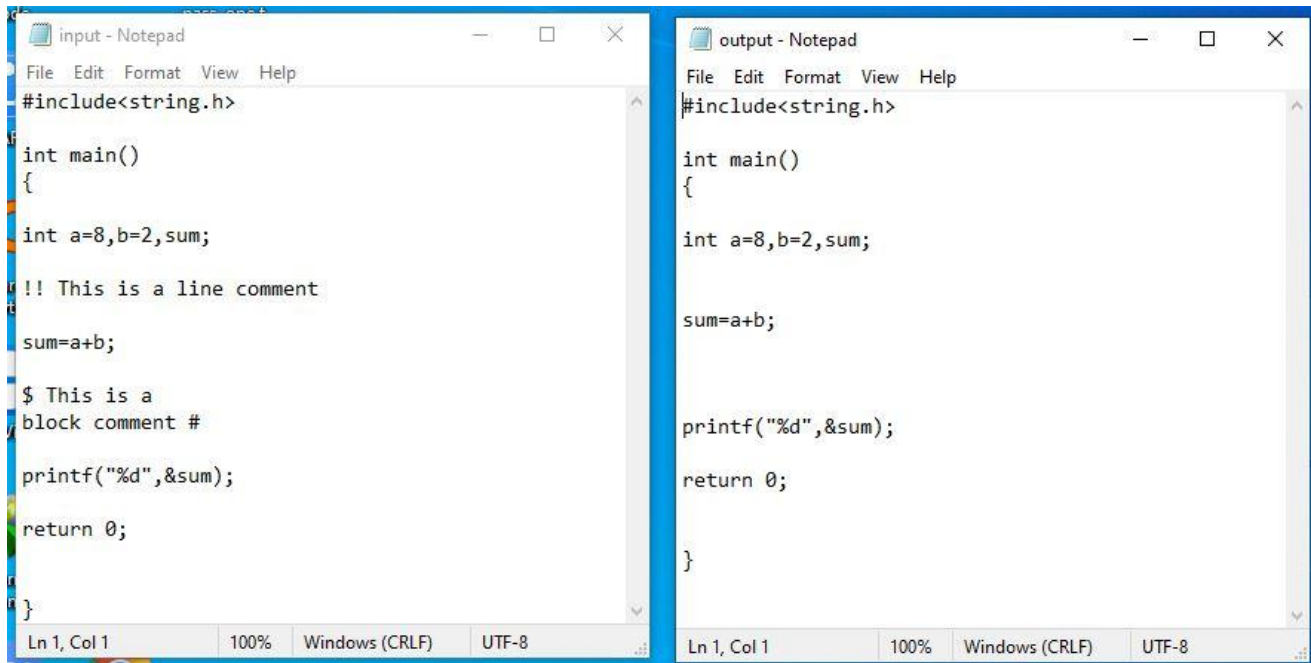 input - Notepad
File Edit Format View Help
#include<string.h>
int main()
{
int a=8,b=2,sum;
!! This is a line comment
sum=a+b;
$ This is a
block comment #
printf("%d",&sum);
return 0;
}
Ln 1, Col 1 100% Windows (CRLF) UTF-8
output - Notepad
File Edit Format View Help
#include<string.h>
int main()
{
int a=8,b=2,sum;
sum=a+b;
printf("%d",&sum);
return 0;
}
Ln 1, Col 1 100% Windows (CRLF) UTF-8